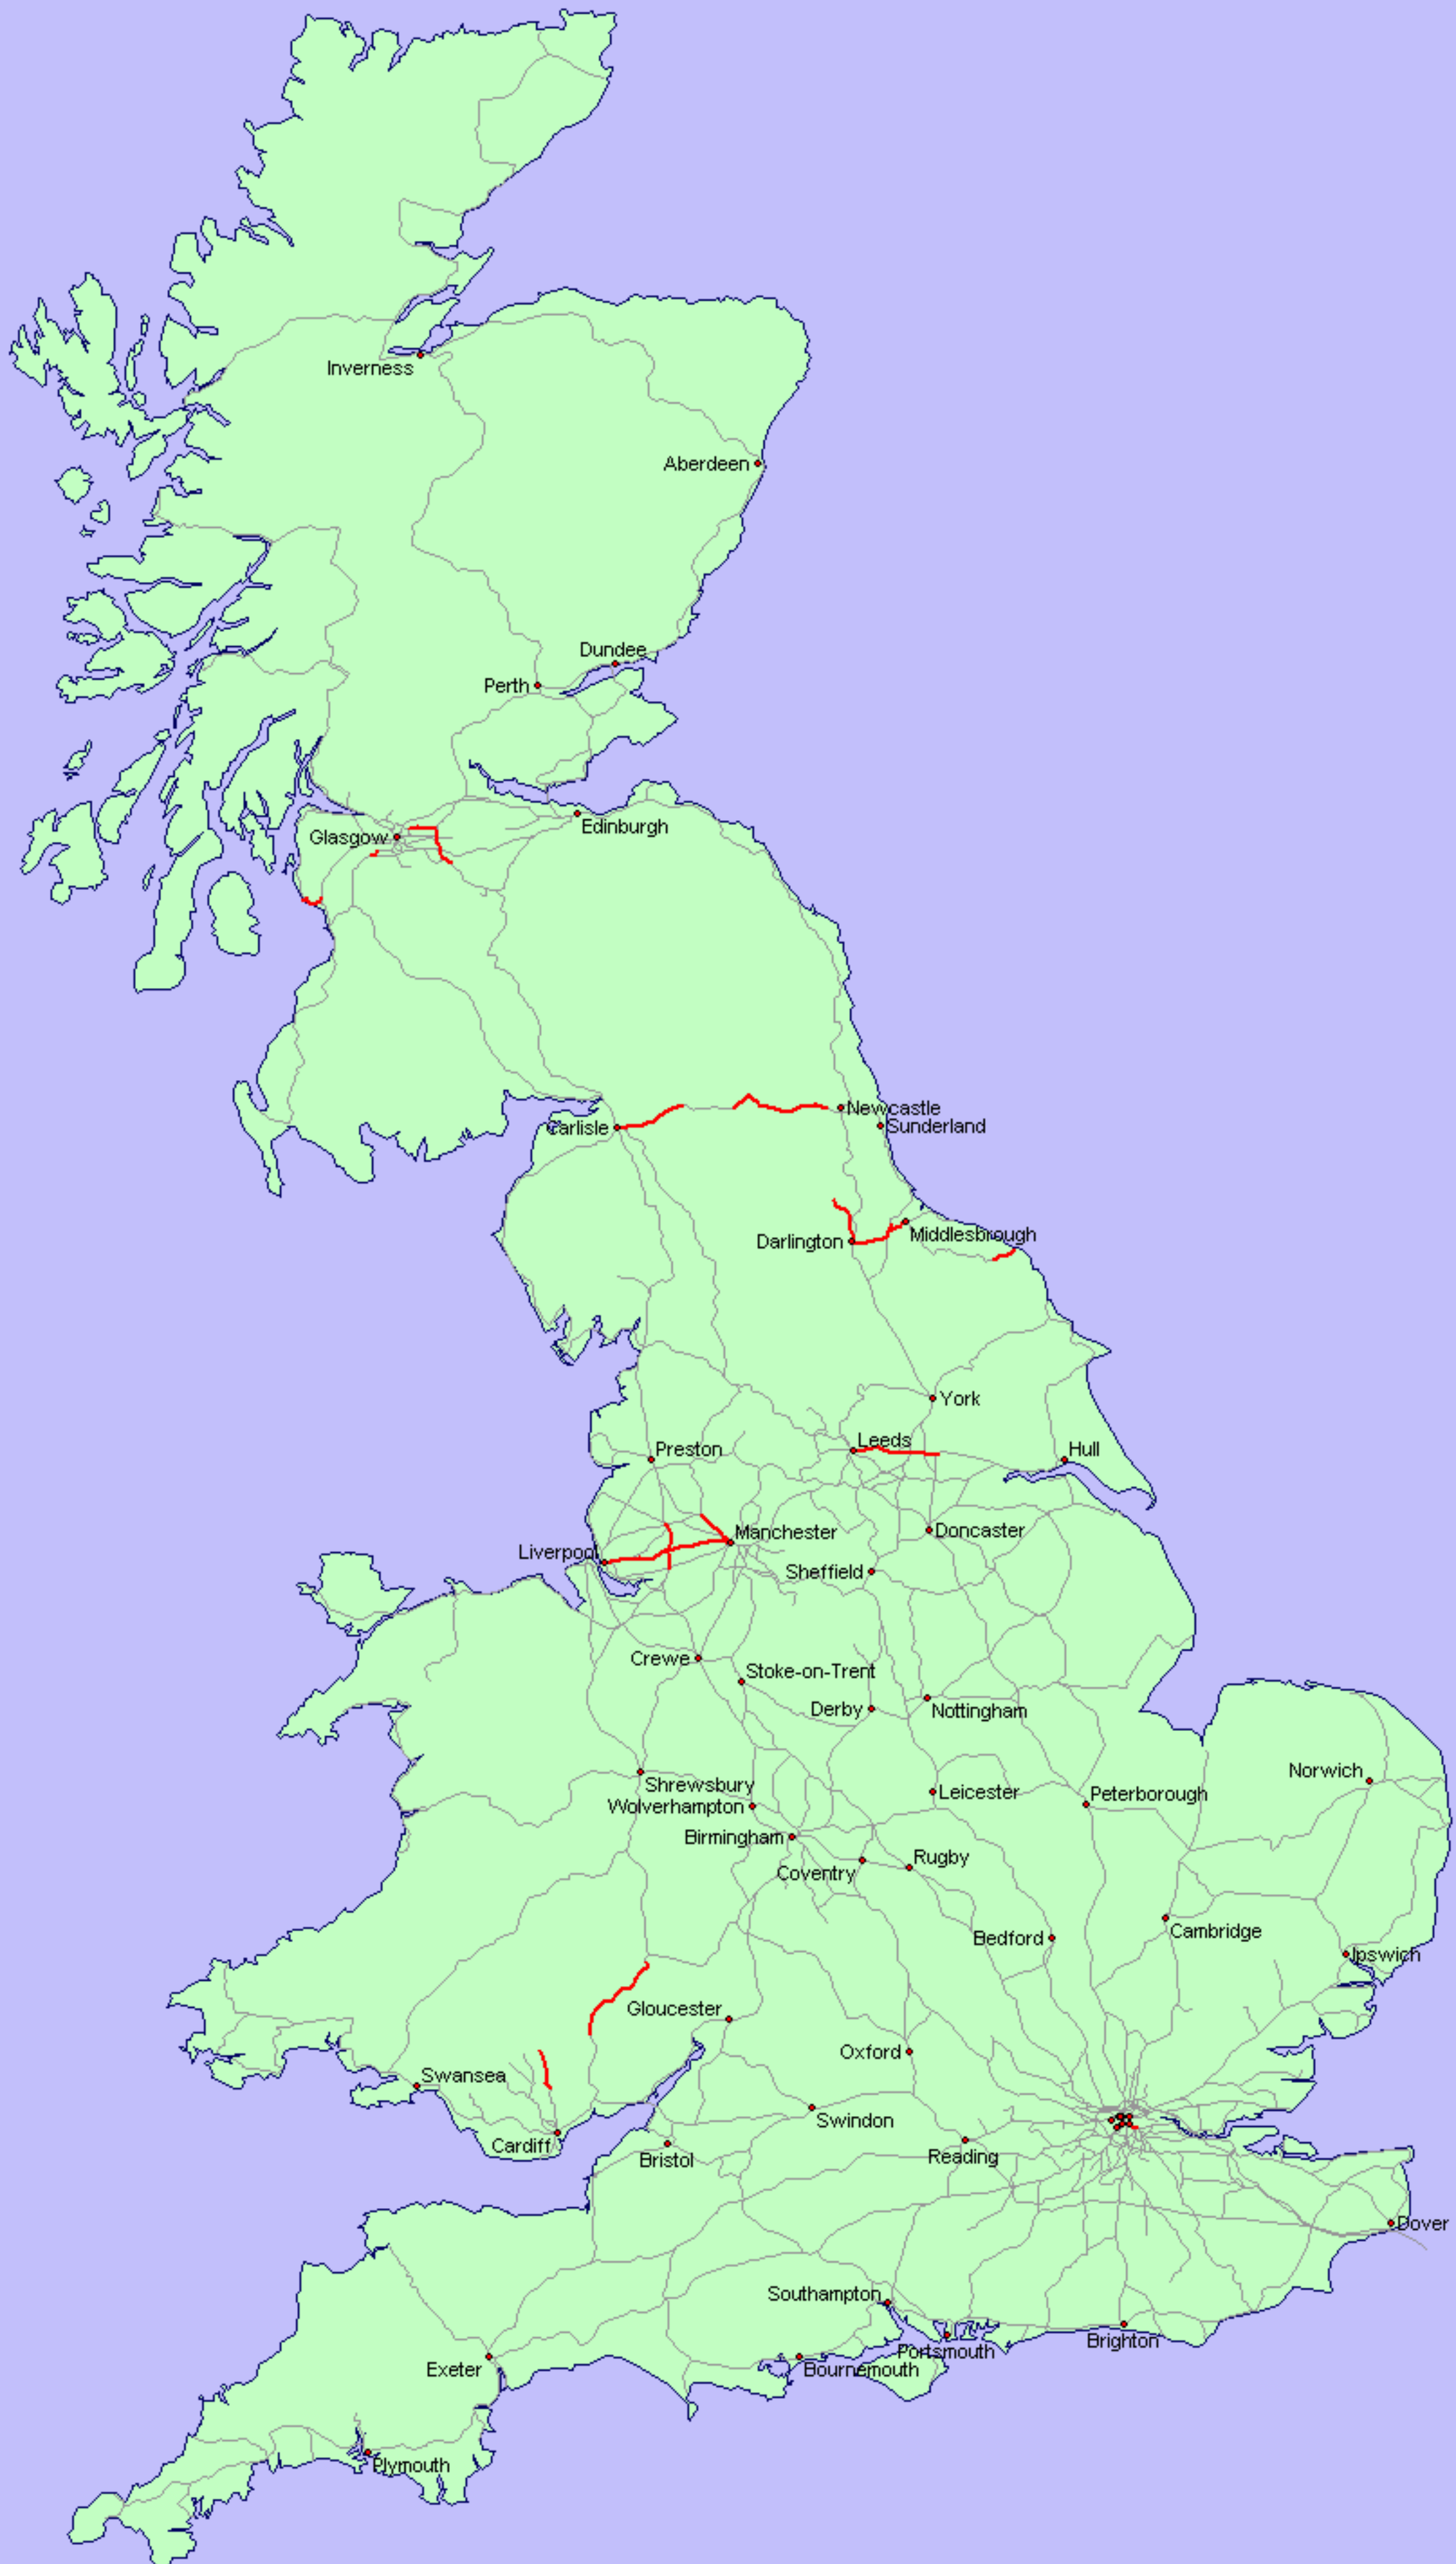 Inverness
Aberdeen
Dundee
Perth
Edinburgh
Glasgow
Newcastle
Sunderland
Carlisle
Middlesbrough
Darlington
York
Leeds
Hull
Preston
Manchester
Doncaster
Liverpool
Sheffield
Crewe
Stoke-on-Trent
Derby
Nottingham
Norwich
Shrewsbury
Leicester
Peterborough
Wolverhampton
Birmingham
Rugby
Coventry
Cambridge
Bedford
Ipswich
Gloucester
Oxford
Swansea
Swindon
Cardiff
Reading
Bristol
Dover
Southampton
Brighton
Portsmouth
Exeter
Bournemouth
Plymouth